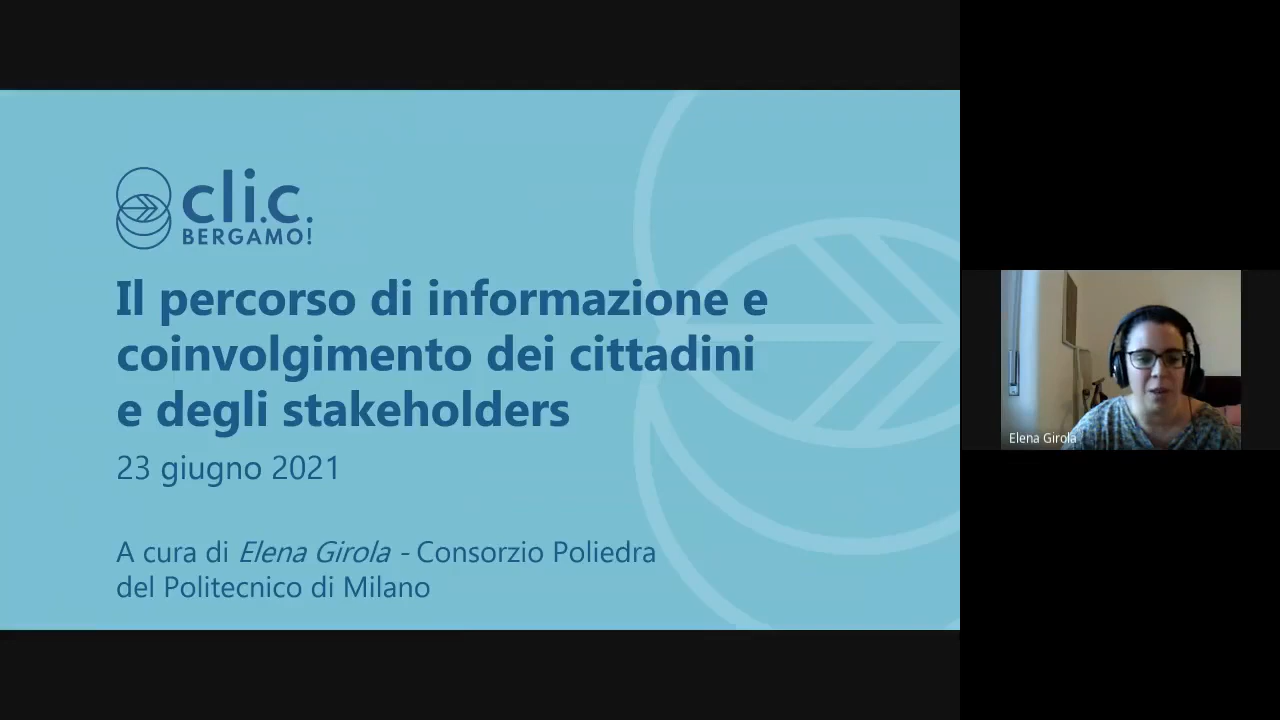 cli.c.
BERGAMO!
Il percorso di informazione e
coinvolgimento dei cittadini
e degli stakeholders
23 giugno 2021
A cura di Elena Girola - Consorzio Poliedra
del Politecnico di Milano
Elena Girola